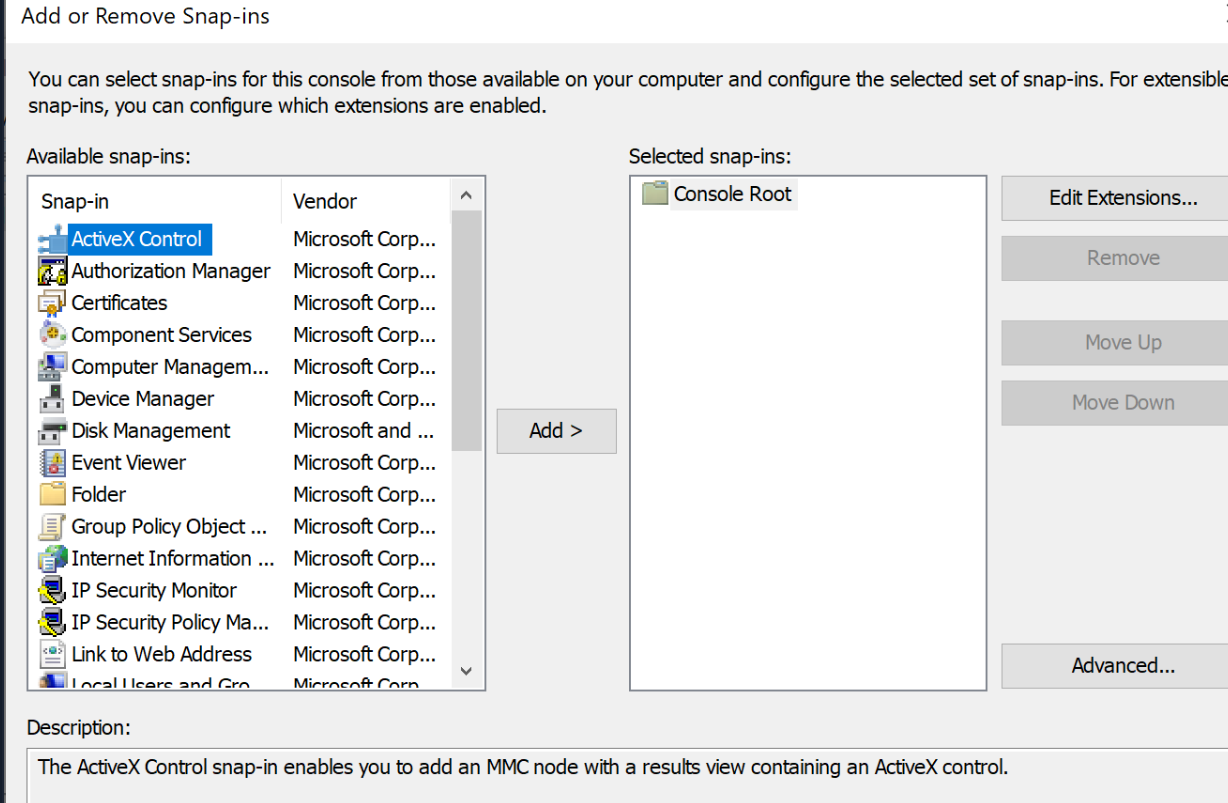 Add or Remove Snap-ins
You can select snap-ins for this console from those available on your computer and configure the selected set of snap-ins. For extensible
snap-ins, you can configure which extensions are enabled.
Available snap-ins:
Selected snap-ins:
Snap-in Vendor
Console Root
Edit Extensions...
ActiveX Control Microsoft Corp...
Authorization Manager Microsoft Corp...
Remove
Certificates Microsoft Corp...
Component Services Microsoft Corp...
Move Up
Computer Managem... Microsoft Corp...
Device Manager Microsoft Corp...
Move Down
Disk Management Microsoft and ...
Add >
Event Viewer Microsoft Corp...
Folder Microsoft Corp...
Group Policy Object ... Microsoft Corp...
Internet Information ... Microsoft Corp...
IP Security Monitor Microsoft Corp...
IP Security Policy Ma... Microsoft Corp...
Link to Web Address Microsoft Corp...
Advanced...
Local Users and Gro Microsoft Corp
Description:
The ActiveX Control snap-in enables you to add an MMC node with a results view containing an ActiveX control.